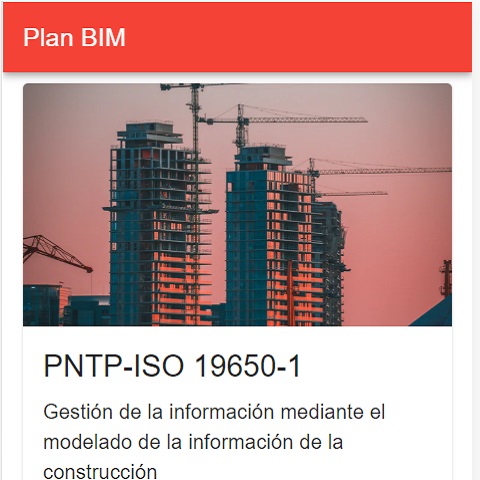 Plan BIM
PNTP-ISO 19650-1
Gestión de la información mediante el
modelado de la información de la
construcción